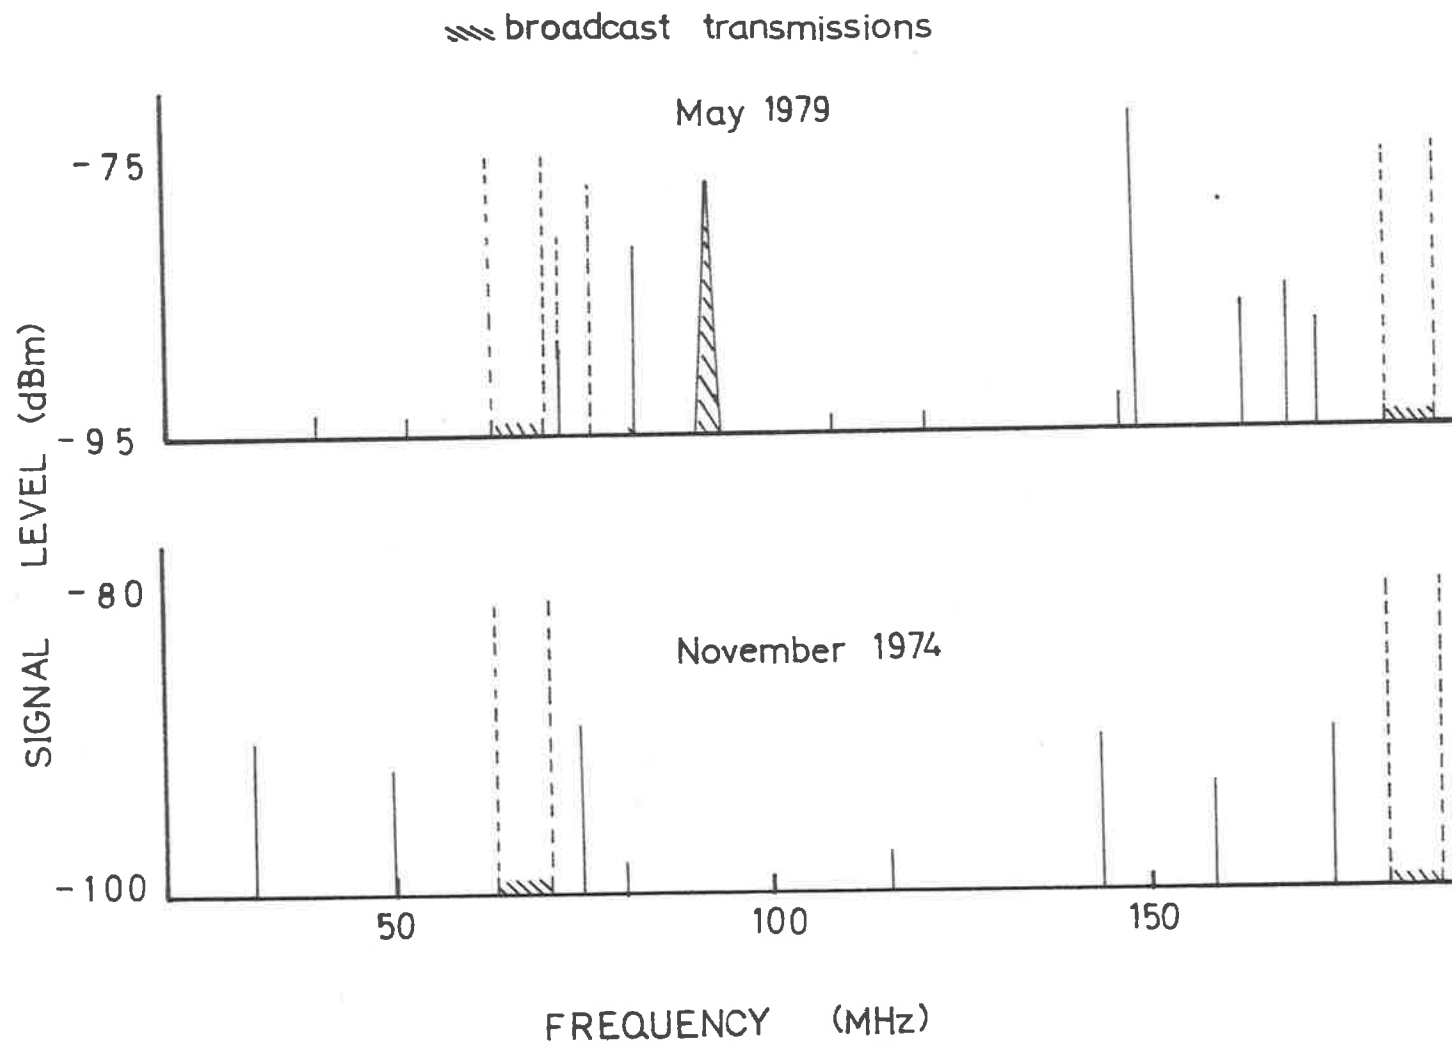 broadcast transmissions
May 1979
-75
-95
SIGNAL LEVEL (dBm)
-80
November 1974
-100
50 100 150
FREQUENCY (MHz)